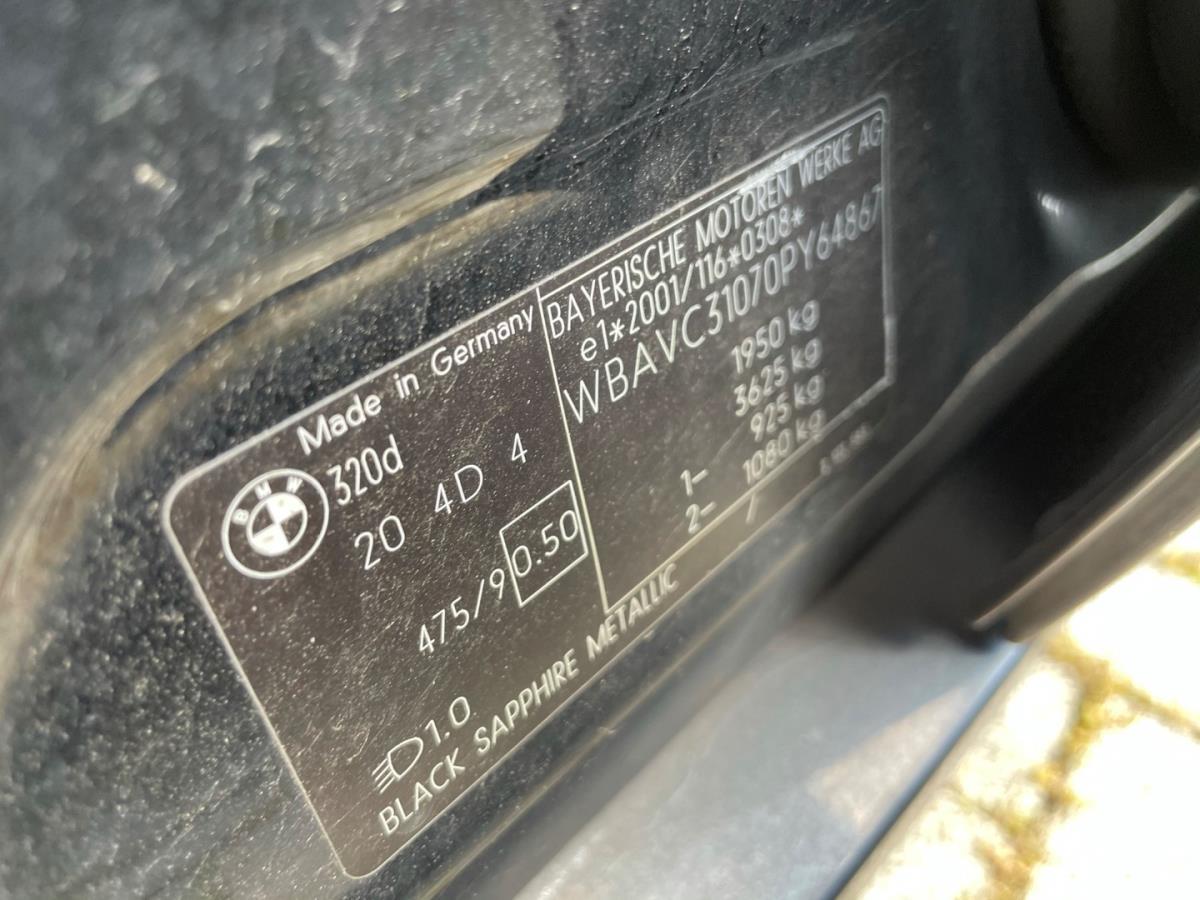 Made in Germany
BMW
320d
20 4D 4
475/9 0.50
1.0
BLACK SAPPHIRE METALLIC
BAYERISCHE MOTOREN WERKE AG
e1*2001/116*0308*
WBAVC31070PY64867
1950 kg
3625 kg
1- 925 kg
2- 1080 kg
/